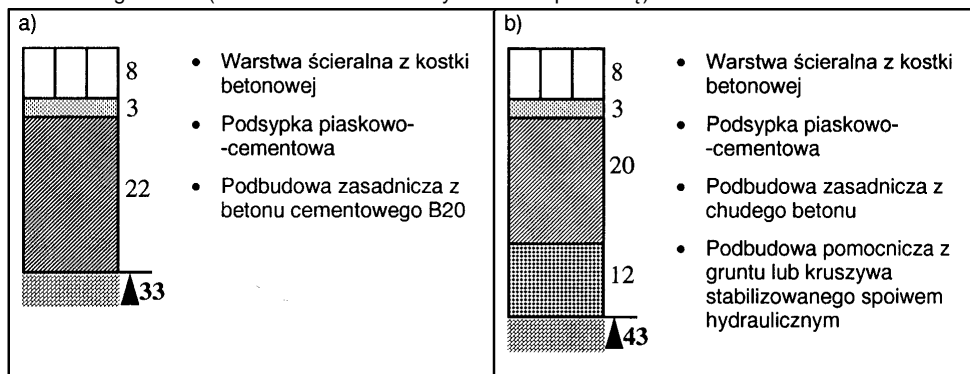 a)
8
3
22
33
• Warstwa ścieralna z kostki
betonowej
• Podsypka piaskowo-
-cementowa
• Podbudowa zasadnicza z
betonu cementowego B20
b)
8
3
20
12
43
• Warstwa ścieralna z kostki
betonowej
• Podsypka piaskowo-
-cementowa
• Podbudowa zasadnicza z
chudego betonu
• Podbudowa pomocnicza z
gruntu lub kruszywa
stabilizowanego spoiwem
hydraulicznym